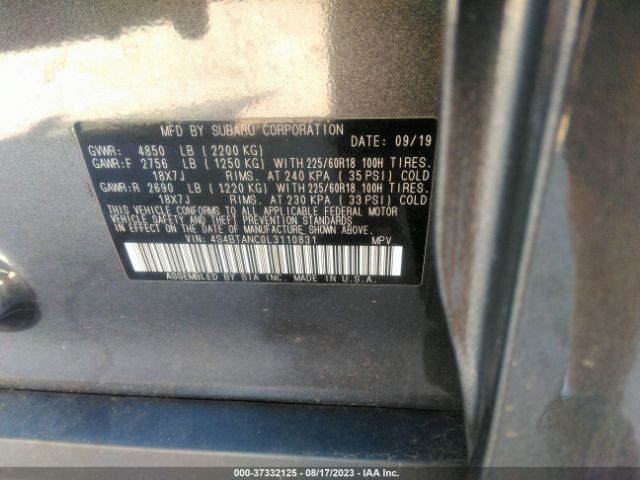 MFD BY SUBARU CORPORATION
DATE: 09/19
GVWR: 4850 LB (2200 KG)
GAWR:F 2756 LB (1250 KG) WITH 225/60R18 100H TIRES.
18X7J RIMS. AT 240 KPA ( 35 PSI) COLD
GAWR:R 2690 LB (1220 KG) WITH 225/60R18 100H TIRES.
18X7J RIMS. AT 230 KPA ( 33 PSI) COLD
THIS VEHICLE CONFORMS TO ALL APPLICABLE FEDERAL MOTOR
VEHICLE SAFETY AND THEFT PREVENTION STANDARDS
IN EFFECT ON THE DATE OF MANUFACTURE SHOWN ABOVE.
VIN: 4S4BTANC0L3110831 MPV
ASSEMBLED BY SIA INC. MADE IN U.S.A.
000-37332125 - 08/17/2023 - IAA Inc.